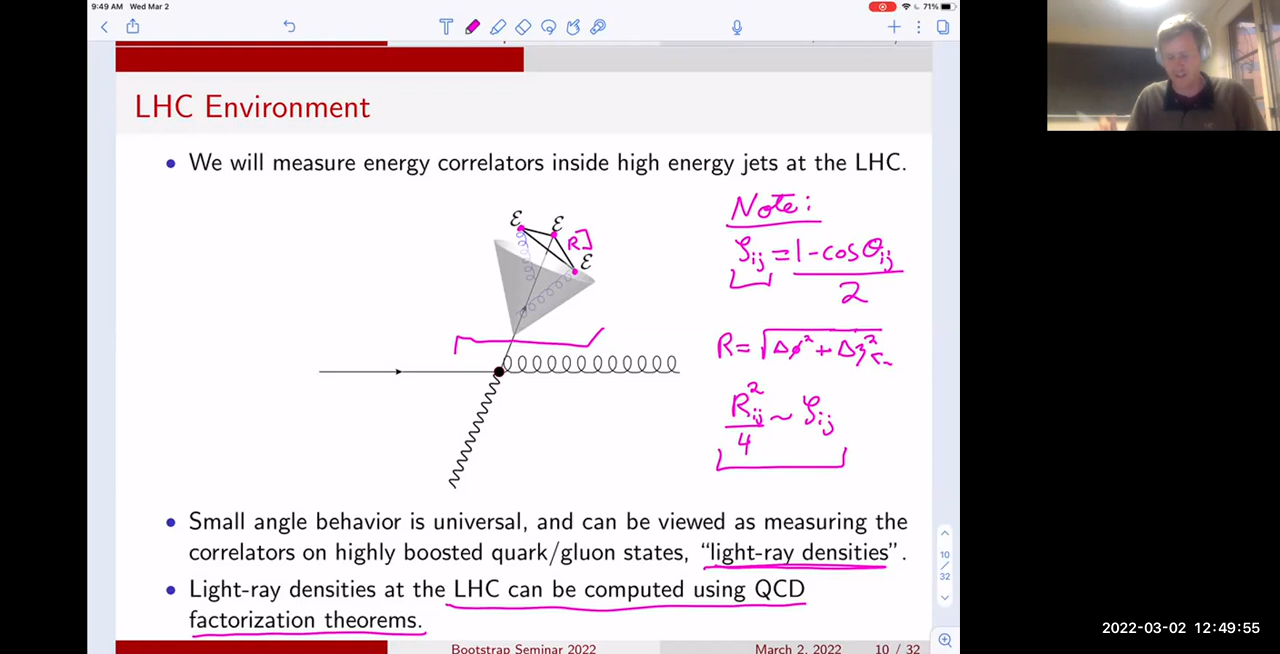 9:49 AM Wed Mar 2
71%
LHC Environment
• We will measure energy correlators inside high energy jets at the LHC.
ℰ ℰ
R
ℰ
Note:
ζij = 1-cosθij
2
R = √Δφ² + Δη²
R²ij ~ ζij
4
• Small angle behavior is universal, and can be viewed as measuring the
correlators on highly boosted quark/gluon states, “light-ray densities”.
• Light-ray densities at the LHC can be computed using QCD
factorization theorems.
10
32
Bootstrap Seminar 2022 March 2, 2022 10 / 32
2022-03-02 12:49:55